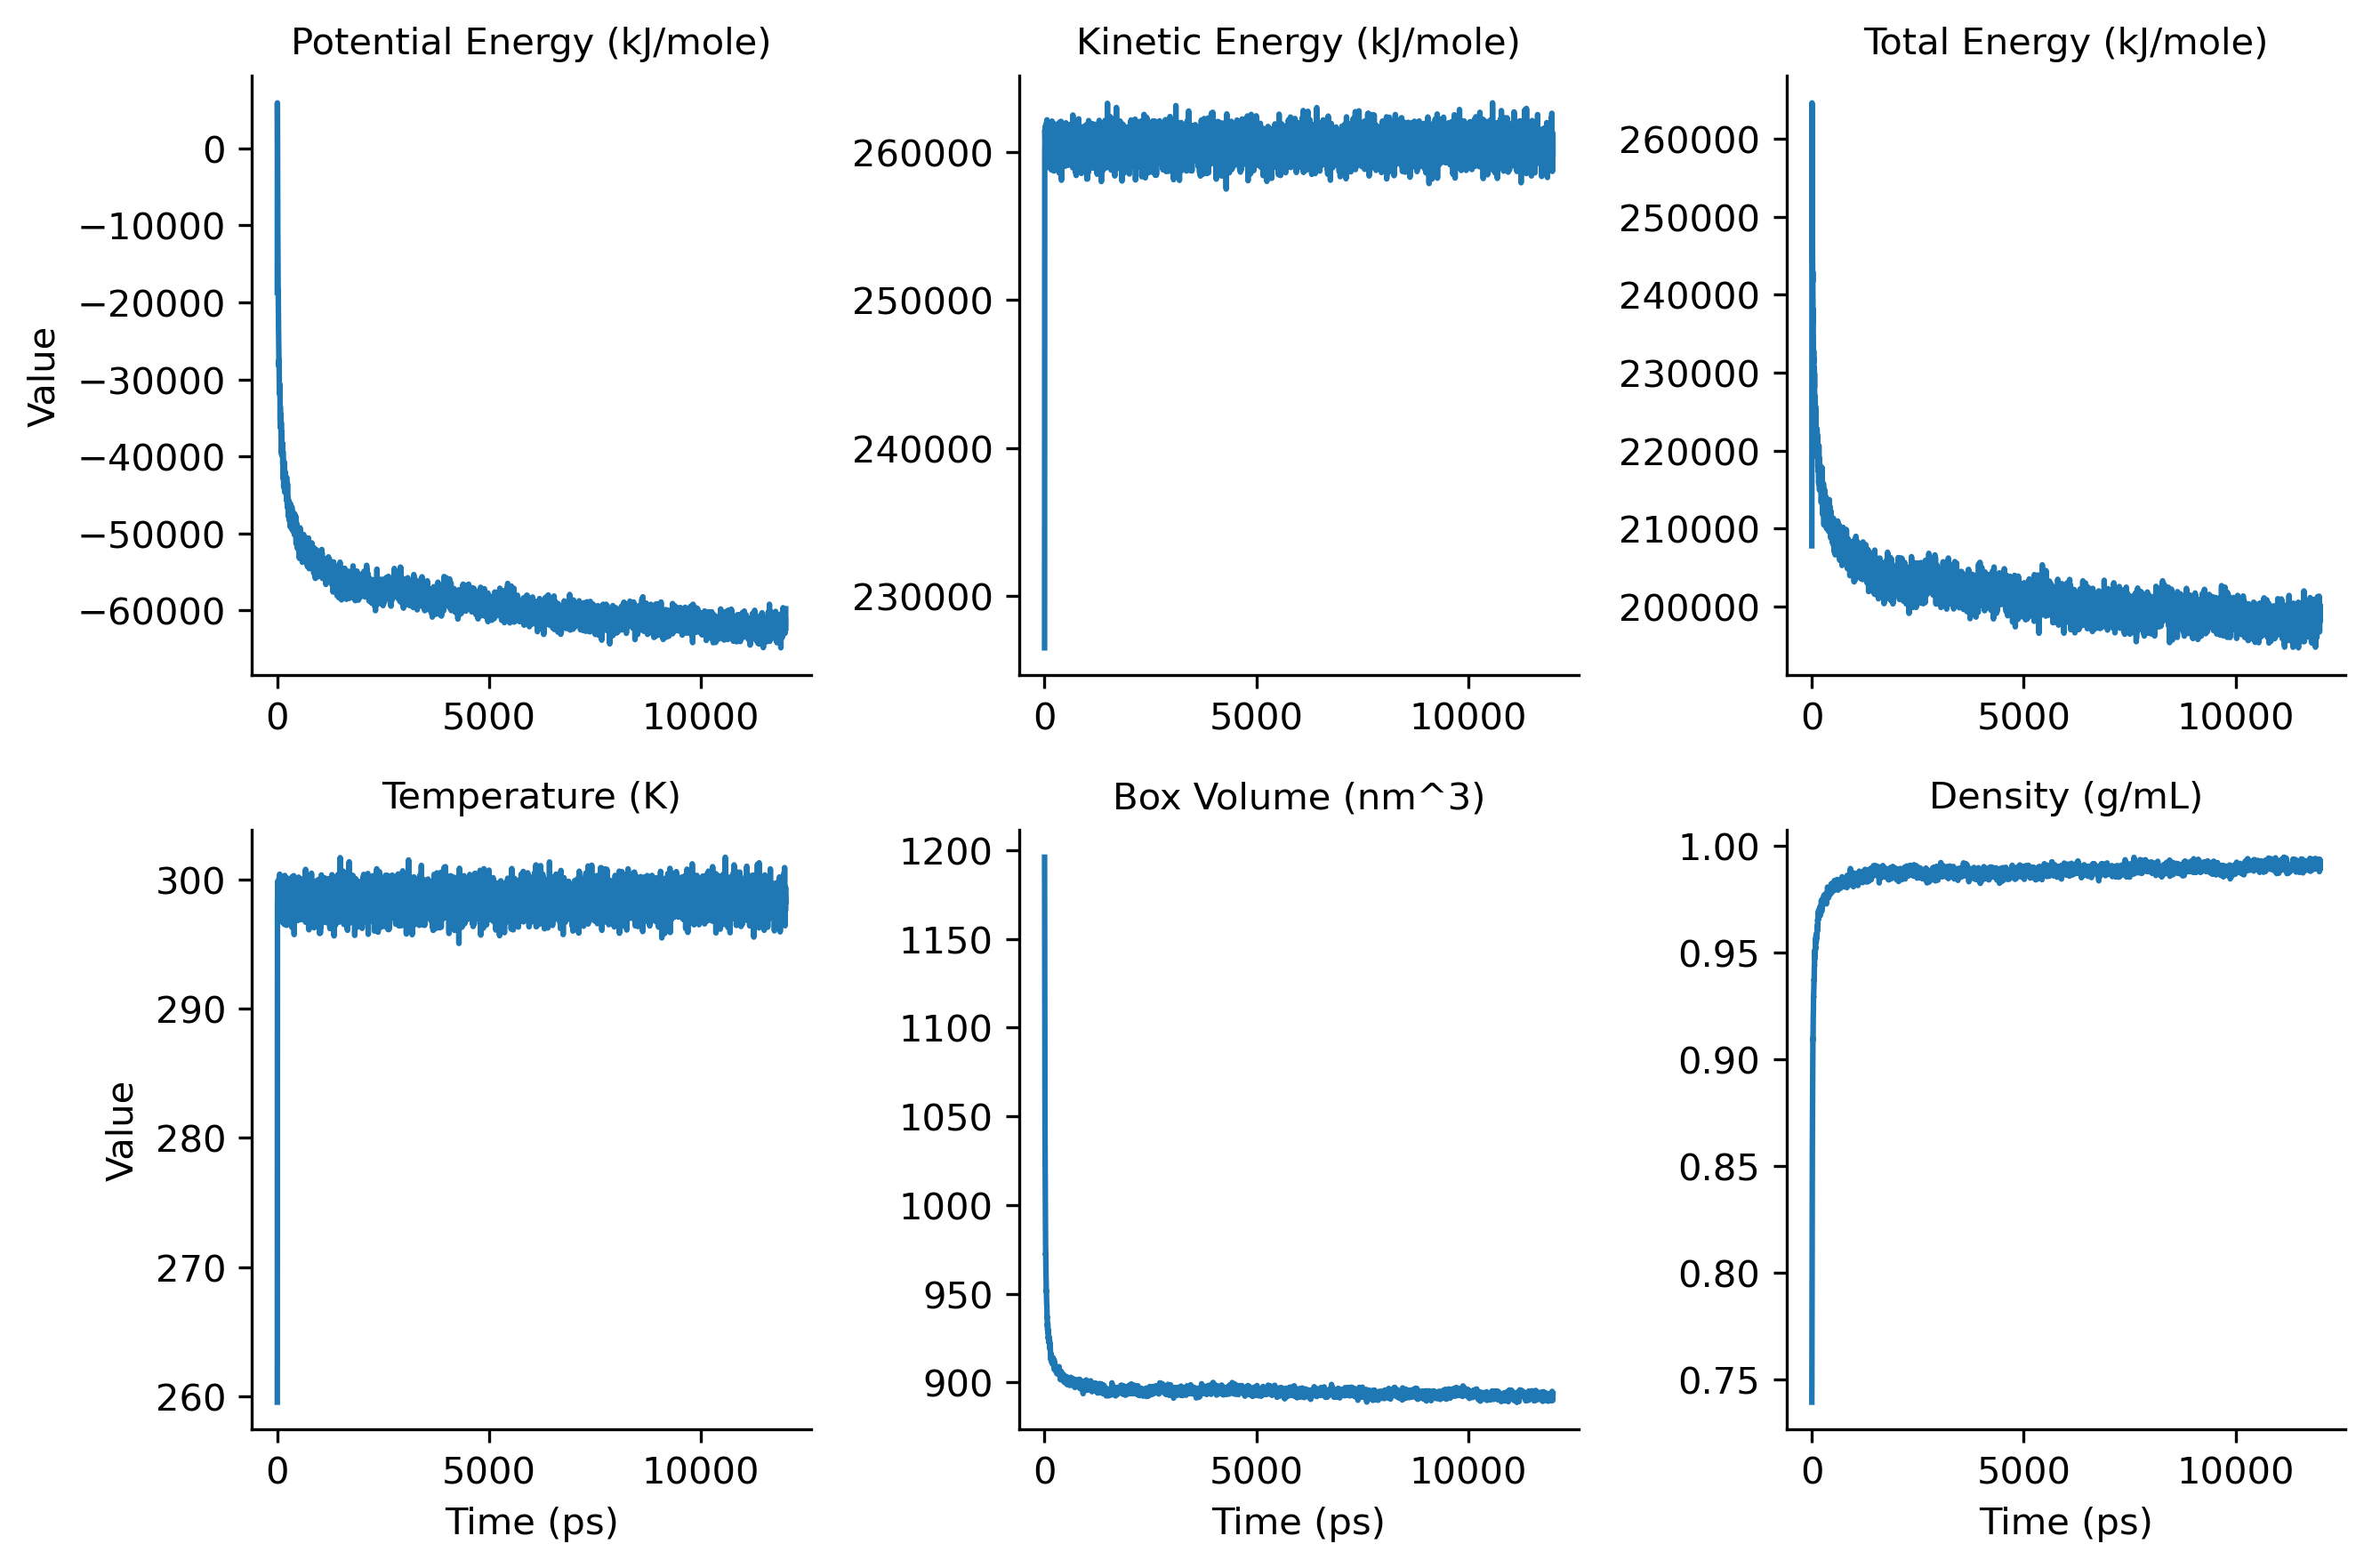 Potential Energy (kJ/mole)
Value
0
−10000
−20000
−30000
−40000
−50000
−60000
0 5000 10000
Kinetic Energy (kJ/mole)
260000
250000
240000
230000
0 5000 10000
Total Energy (kJ/mole)
260000
250000
240000
230000
220000
210000
200000
0 5000 10000
Temperature (K)
Value
300
290
280
270
260
0 5000 10000
Time (ps)
Box Volume (nm^3)
1200
1150
1100
1050
1000
950
900
0 5000 10000
Time (ps)
Density (g/mL)
1.00
0.95
0.90
0.85
0.80
0.75
0 5000 10000
Time (ps)